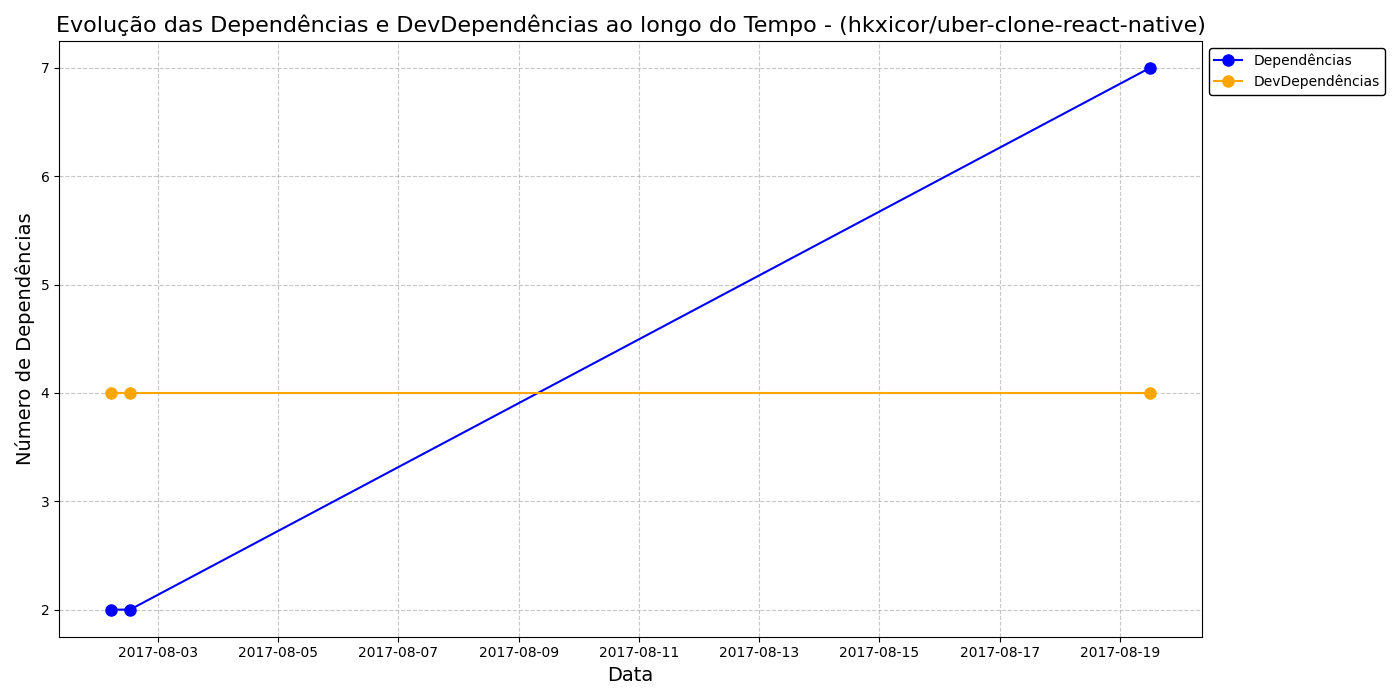 Evolução das Dependências e DevDependências ao longo do Tempo - (hkxicor/uber-clone-react-native)
Dependências
DevDependências
Número de Dependências
7
6
5
4
3
2
2017-08-03 2017-08-05 2017-08-07 2017-08-09 2017-08-11 2017-08-13 2017-08-15 2017-08-17 2017-08-19
Data